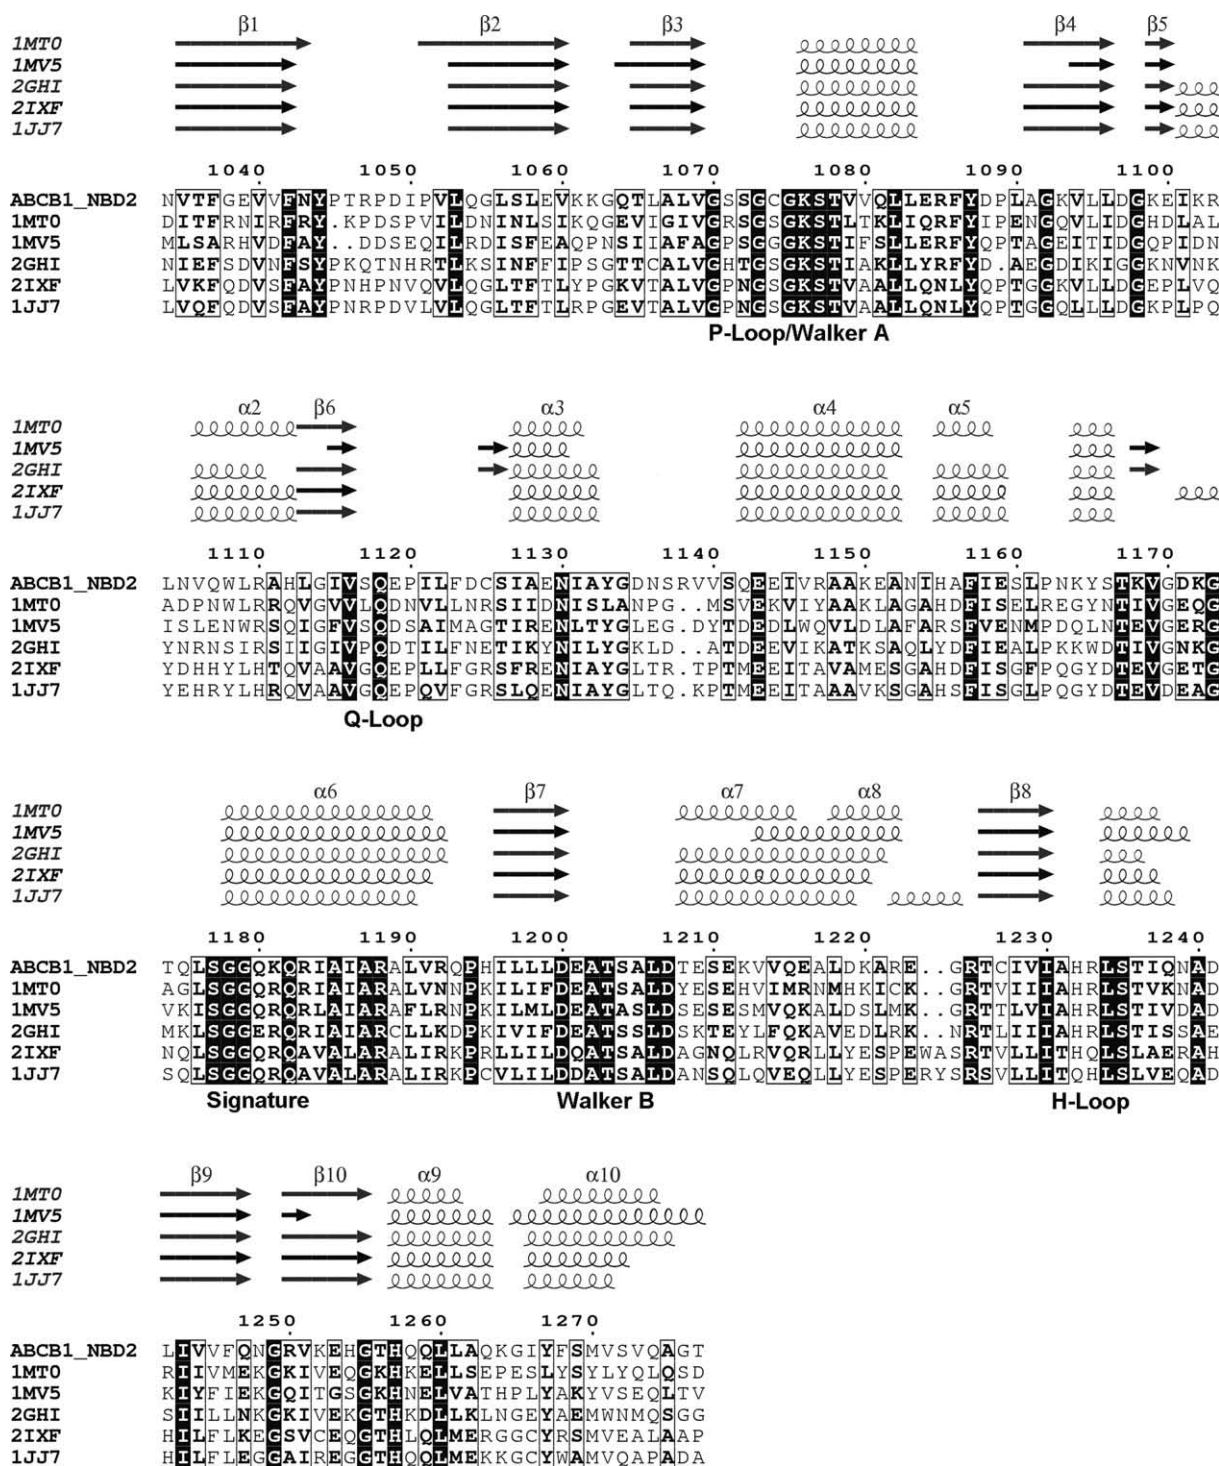 β1 β2 β3 β4 β5
1MT0
1MV5
2GHI
2IXF
1JJ7
1040 1050 1060 1070 1080 1090 1100
ABCB1_NBD2 NVTFGEVVFNYPTRPDIPVLQGLSLEVKKGQTLALVGSSGCGKSTVVQLLERFYDPLAGKVLLDGKEIKR
1MT0 DITFRNIRFRY.KPDSPVILDNINLSIKQGEVIGIVGRSGSGKSTLTKLIQRFYIPENGQVLIDGHDLAL
1MV5 MLSARHVDFAY..DDSEQILRDISFEAQPNSIIAFAGPSGGGKSTIFSLLERFYQPTAGEITIDGQPIDN
2GHI NIEFSDVNFSYPKQTNHRTLKSINFFIPSGTTCALVGHTGSGKSTIAKLLYRFYD.AEGDIKIGGKNVNK
2IXF LVKFQDVSFAYPNHPNVQVLQGLTFTLYPGKVTALVGPNGSGKSTVAALLQNLYQPTGGKVLLDGEPLVQ
1JJ7 LVQFQDVSFAYPNRPDVLVLQGLTFTLRPGEVTALVGPNGSGKSTVAALLQNLYQPTGGQLLLDGKPLPQ
P-Loop/Walker A
α2 β6 α3 α4 α5
1MT0
1MV5
2GHI
2IXF
1JJ7
1110 1120 1130 1140 1150 1160 1170
ABCB1_NBD2 LNVQWLRAHLGIVSQEPILFDCSIAENIAYGDNSRVVSQEEIVRAAKEANIHAFIESLPNKYSTKVGDKG
1MT0 ADPNWLRRQVGVVLQDNVLLNRSIIDNISLANPG..MSVEKVIYAAKLAGAHDFISELREGYNTIVGEQG
1MV5 ISLENWRSQIGFVSQDSAIMAGTIRENLTYGLEG.DYTDEDLWQVLDLAFARSFVENMPDQLNTEVGERG
2GHI YNRNSIRSIIGIVPQDTILFNETIKYNILYGKLD..ATDEEVIKATKSAQLYDFIEALPKKWDTIVGNKG
2IXF YDHHYLHTQVAAVGQEPLLFGRSFRENIAYGLTR.TPTMEEITAVAMESGAHDFISGFPQGYDTEVGETG
1JJ7 YEHRYLHRQVAAVGQEPQVFGRSLQENIAYGLTQ.KPTMEEITAAAVKSGAHSFISGLPQGYDTEVDEAG
Q-Loop
α6 β7 α7 α8 β8
1MT0
1MV5
2GHI
2IXF
1JJ7
1180 1190 1200 1210 1220 1230 1240
ABCB1_NBD2 TQLSGGQKQRIAIARALVRQPHILLLDEATSALDTESEKVVQEALDKARE..GRTCIVIAHRLSTIQNAD
1MT0 AGLSGGQRQRIAIARALVNNPKILIFDEATSALDYESEHVIMRNMHKICK..GRTVIIIAHRLSTVKNAD
1MV5 VKISGGQRQRLAIARAFLRNPKILMLDEATASLDSESESMVQKALDSLMK..GRTTLVIAHRLSTIVDAD
2GHI MKLSGGERQRIAIARCLLKDPKIVIFDEATSSLDSKTEYLFQKAVEDLRK..NRTLIIIAHRLSTISSAE
2IXF NQLSGGQRQAVALARALIRKPRLLILDQATSALDAGNQLRVQRLLYESPEWASRTVLLITHQLSLAERAH
1JJ7 SQLSGGQRQAVALARALIRKPCVLILDDATSALDANSQLQVEQLLYESPERYSRSVLLITQHLSLVEQAD
Signature Walker B H-Loop
β9 β10 α9 α10
1MT0
1MV5
2GHI
2IXF
1JJ7
1250 1260 1270
ABCB1_NBD2 LIVVFQNGRVKEHGTHQQLLAQKGIYFSMVSVQAGT
1MT0 RIIVMEKGKIVEQGKHKELLSEPESLYSYLYQLQSD
1MV5 KIYFIEKGQITGSGKHNELVATHPLYAKYVSEQLTV
2GHI SIILLNKGKIVEKGTHKDLLKLNGEYAEMWNMQSGG
2IXF HILFLKEGSVCEQGTHLQLMERGGCYRSMVEALAAP
1JJ7 HILFLEGGAIREGGTHQQLMEKKGCYWAMVQAPADA